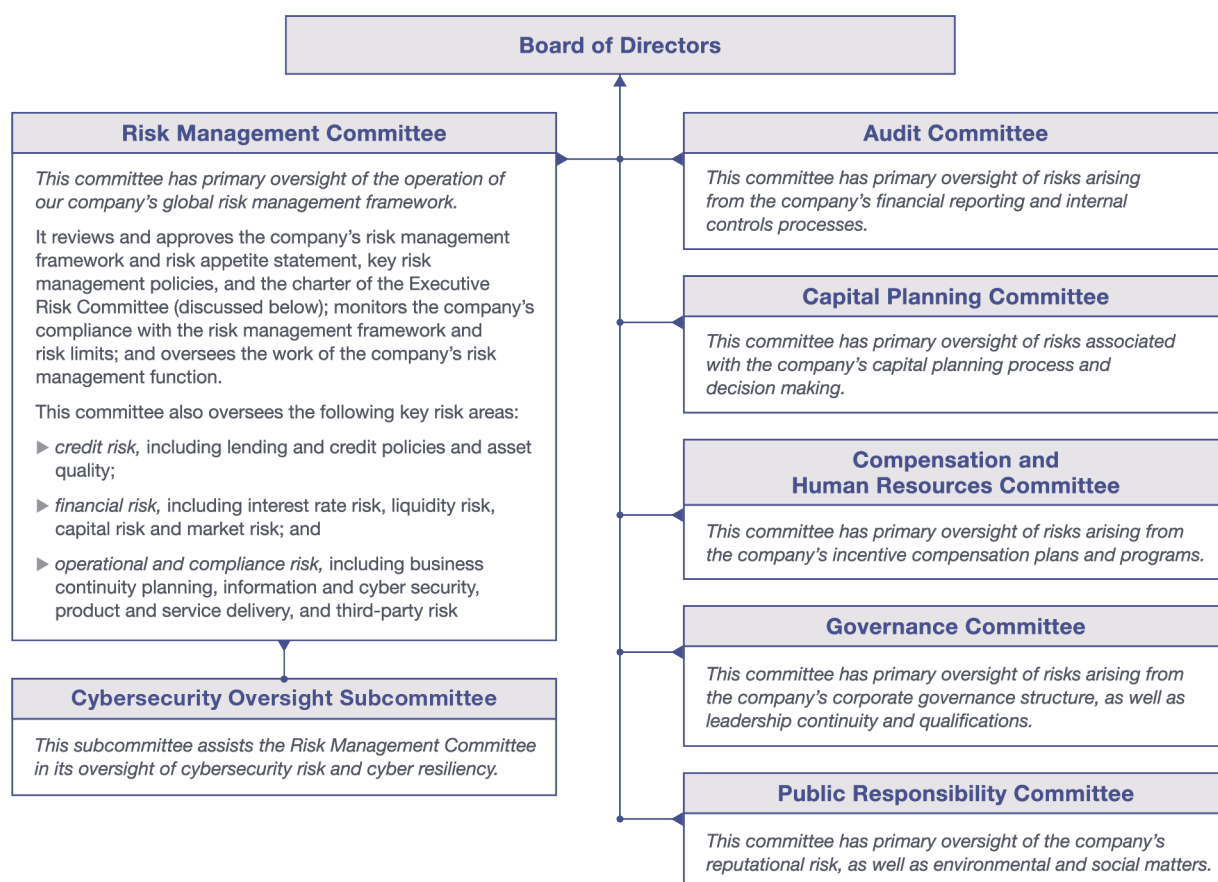 Board of Directors
Risk Management Committee
This committee has primary oversight of the operation of
our company's global risk management framework.
It reviews and approves the company's risk management
framework and risk appetite statement, key risk
management policies, and the charter of the Executive
Risk Committee (discussed below); monitors the company's
compliance with the risk management framework and
risk limits; and oversees the work of the company's risk
management function.
This committee also oversees the following key risk areas:
▶ credit risk, including lending and credit policies and asset
quality;
▶ financial risk, including interest rate risk, liquidity risk,
capital risk and market risk; and
▶ operational and compliance risk, including business
continuity planning, information and cyber security,
product and service delivery, and third-party risk
Cybersecurity Oversight Subcommittee
This subcommittee assists the Risk Management Committee
in its oversight of cybersecurity risk and cyber resiliency.
Audit Committee
This committee has primary oversight of risks arising
from the company's financial reporting and internal
controls processes.
Capital Planning Committee
This committee has primary oversight of risks associated
with the company's capital planning process and
decision making.
Compensation and
Human Resources Committee
This committee has primary oversight of risks arising from
the company's incentive compensation plans and programs.
Governance Committee
This committee has primary oversight of risks arising from
the company's corporate governance structure, as well as
leadership continuity and qualifications.
Public Responsibility Committee
This committee has primary oversight of the company's
reputational risk, as well as environmental and social matters.